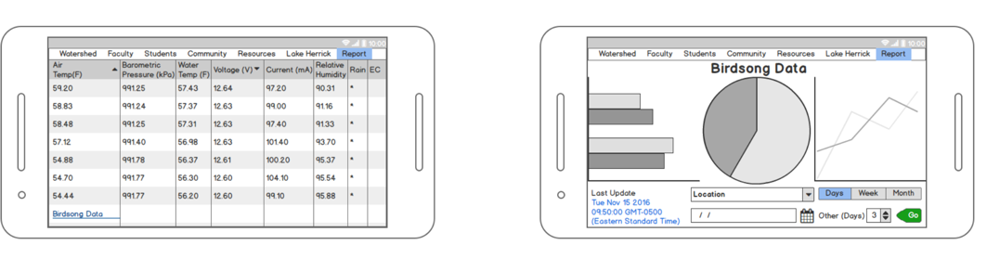 10:00
Watershed Faculty Students Community Resources Lake Herrick Report
Air Temp(F) Barometric Pressure (kPa) Water Temp (F) Voltage (V) Current (mA) Relative Humidity Rain EC
59.20 991.25 57.43 12.64 97.20 90.31 *
58.83 991.24 57.37 12.63 99.00 91.16 *
58.48 991.25 57.31 12.63 97.40 91.33 *
57.12 991.40 56.98 12.63 101.40 93.70 *
54.88 991.78 56.37 12.61 100.20 95.37 *
54.70 991.77 56.30 12.60 104.10 95.54 *
54.44 991.77 56.20 12.60 99.10 95.88 *
Birdsong Data
10:00
Watershed Faculty Students Community Resources Lake Herrick Report
Birdsong Data
Last Update
Tue Nov 15 2016
09:50:00 GMT-0500
(Eastern Standard Time)
Location
Days Week Month
/ /
Other (Days) 3 Go